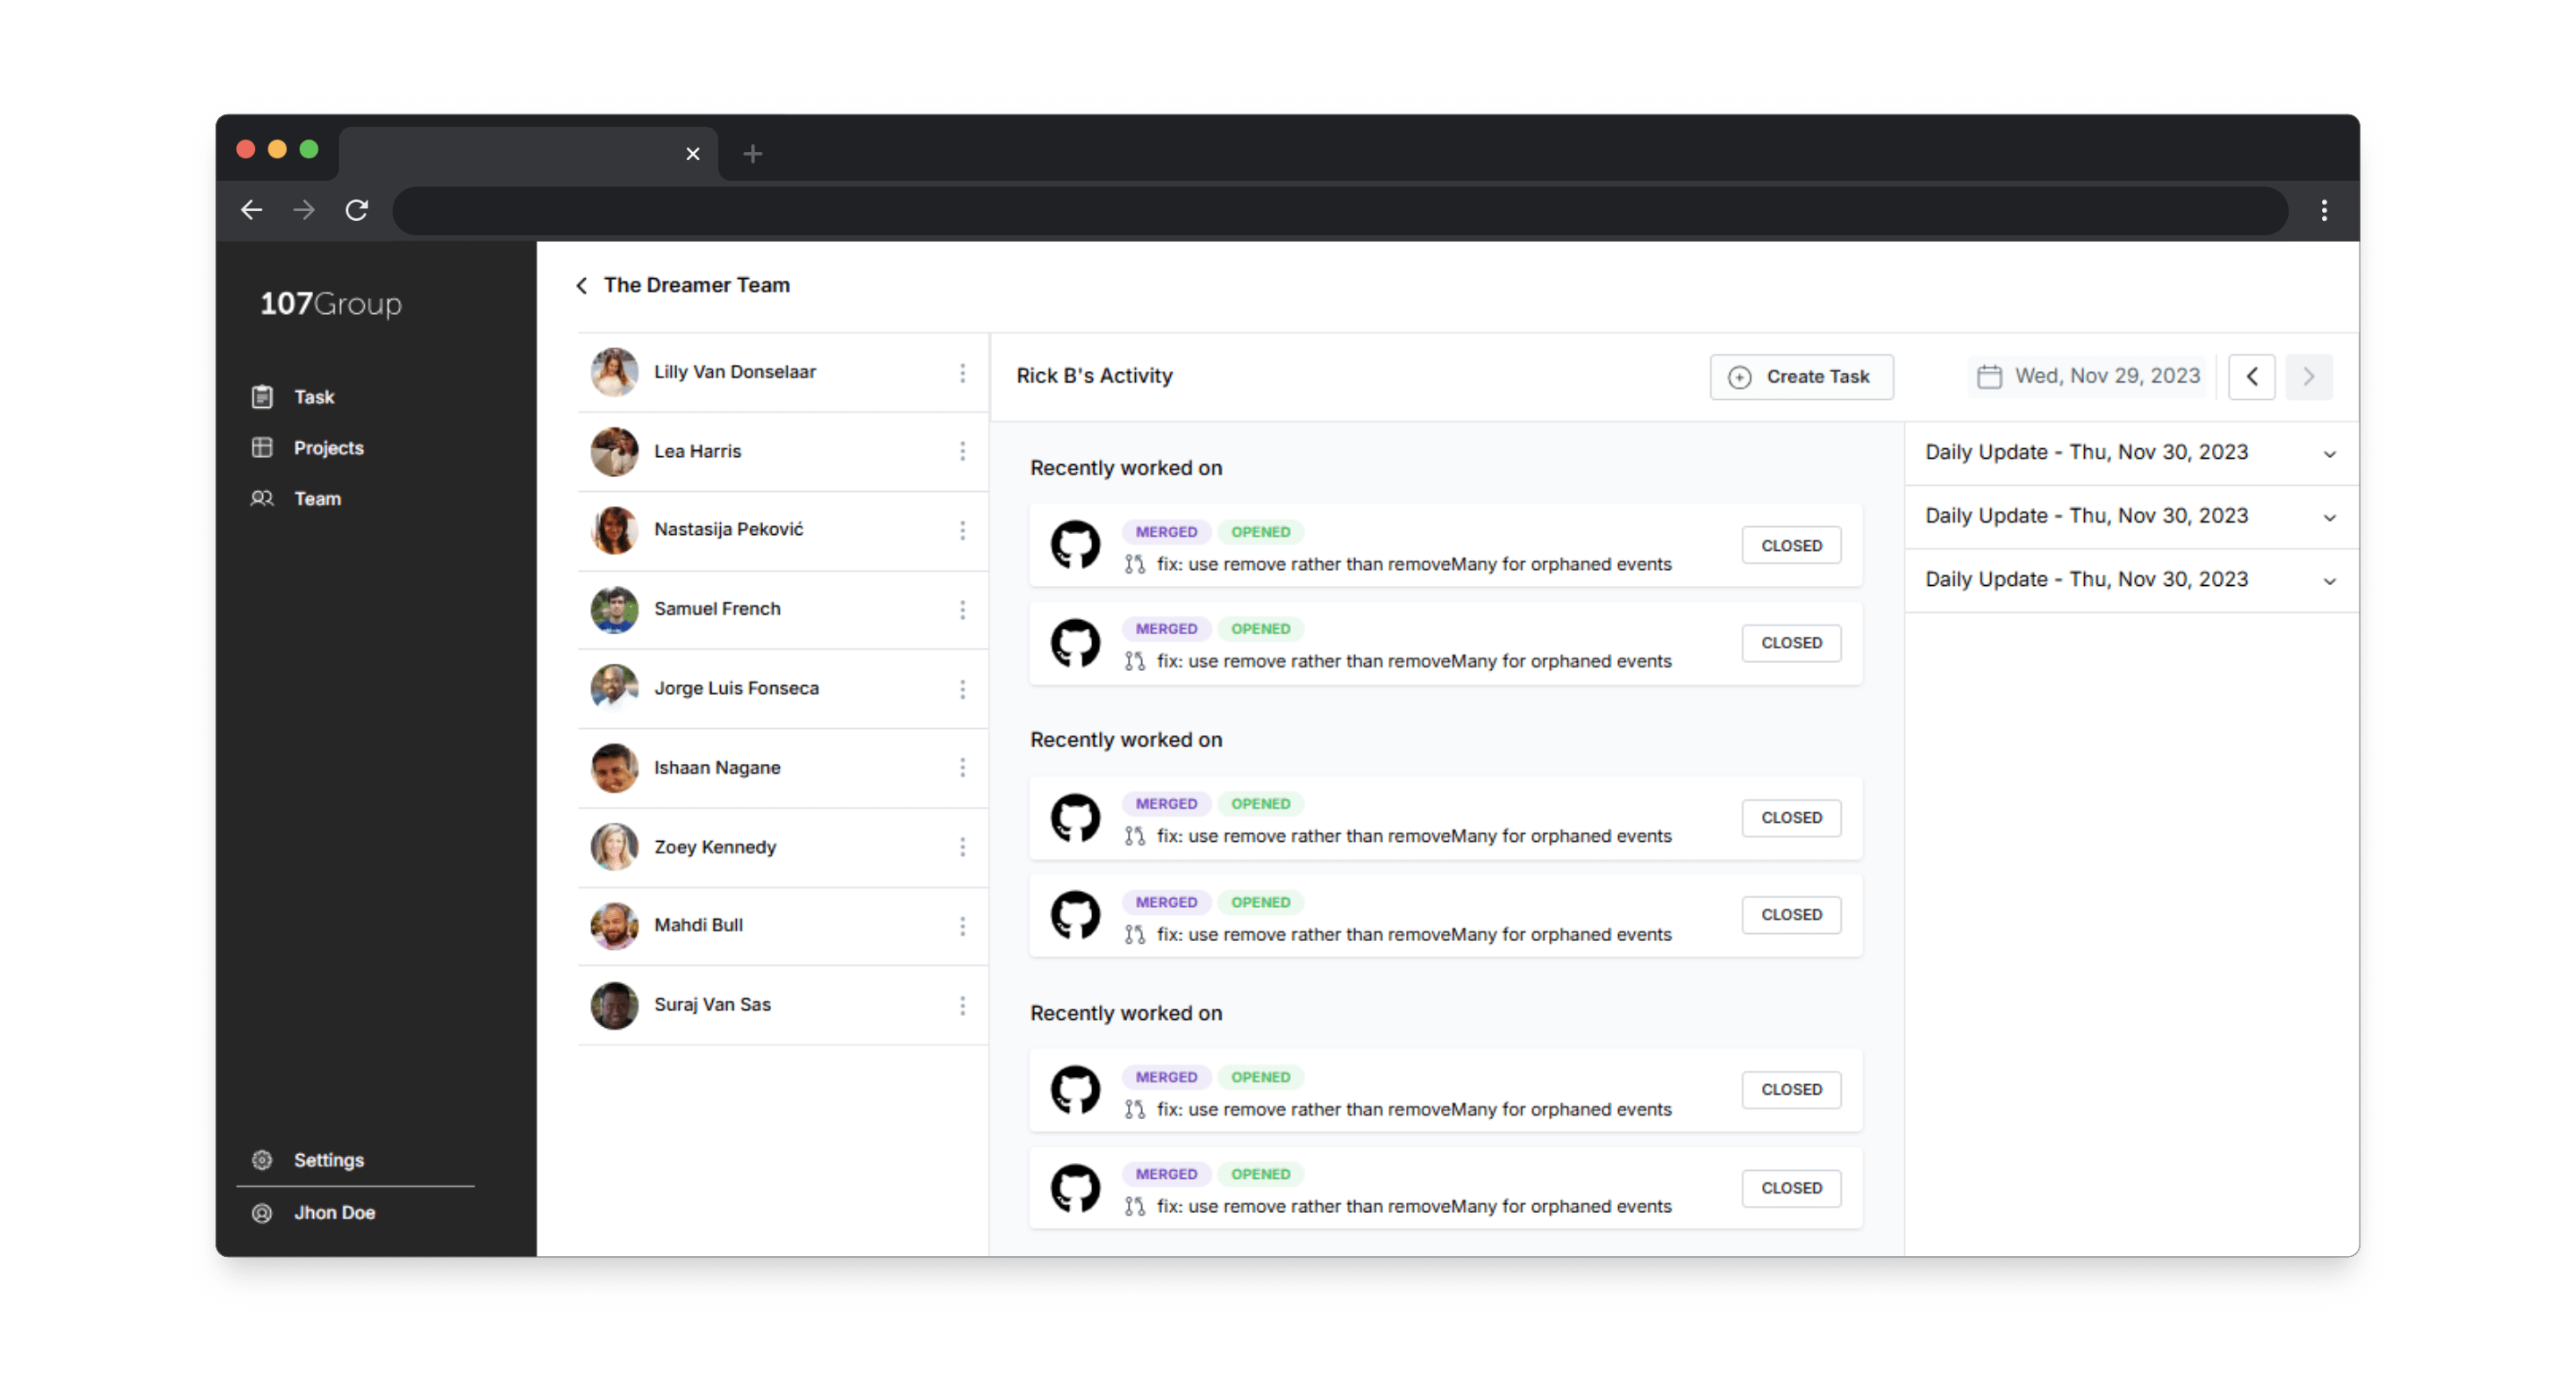 107Group
Task
Projects
Team
Settings
Jhon Doe
The Dreamer Team
Lilly Van Donselaar
Lea Harris
Nastasija Peković
Samuel French
Jorge Luis Fonseca
Ishaan Nagane
Zoey Kennedy
Mahdi Bull
Suraj Van Sas
Rick B's Activity
Create Task
Wed, Nov 29, 2023
Recently worked on
MERGED OPENED
fix: use remove rather than removeMany for orphaned events
CLOSED
MERGED OPENED
fix: use remove rather than removeMany for orphaned events
CLOSED
Recently worked on
MERGED OPENED
fix: use remove rather than removeMany for orphaned events
CLOSED
MERGED OPENED
fix: use remove rather than removeMany for orphaned events
CLOSED
Recently worked on
MERGED OPENED
fix: use remove rather than removeMany for orphaned events
CLOSED
MERGED OPENED
fix: use remove rather than removeMany for orphaned events
CLOSED
Daily Update - Thu, Nov 30, 2023
Daily Update - Thu, Nov 30, 2023
Daily Update - Thu, Nov 30, 2023